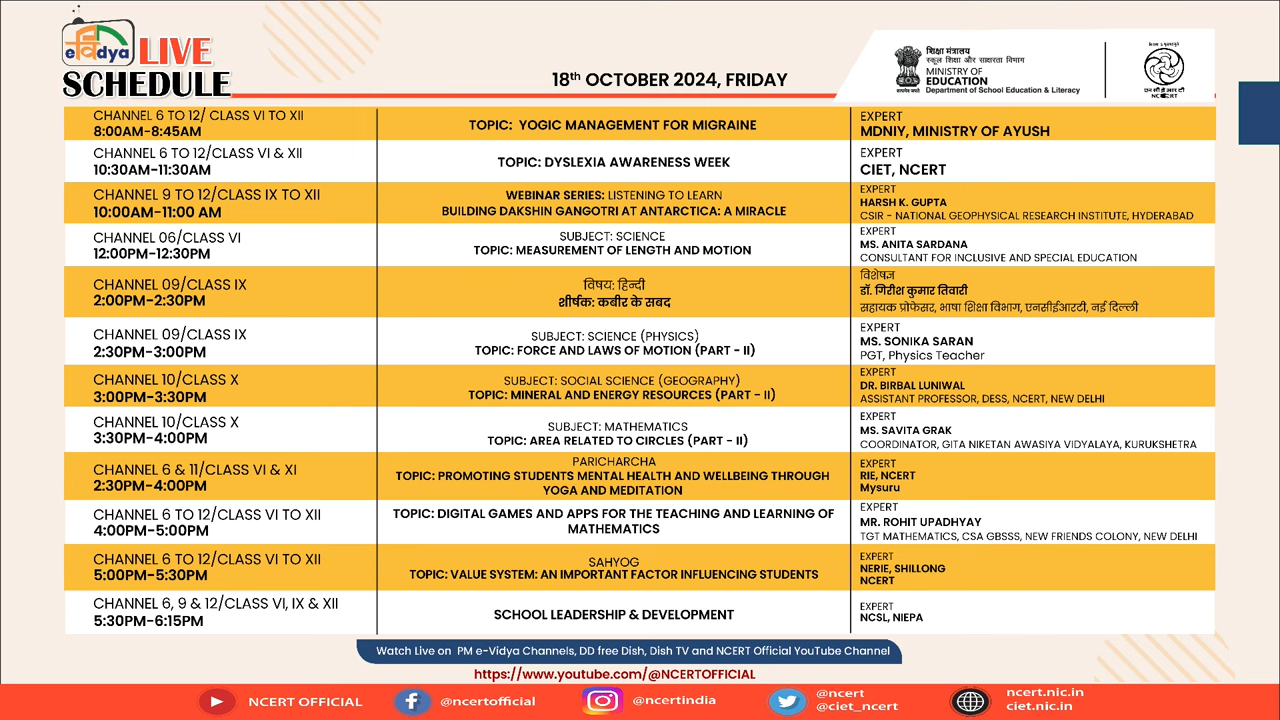 eविdya LIVE
SCHEDULE
18th OCTOBER 2024, FRIDAY
शिक्षा मंत्रालय
स्कूल शिक्षा और साक्षरता विभाग
MINISTRY OF
EDUCATION
Department of School Education & Literacy
सत्यमेव जयते
एन सी ई आर टी
NCERT
CHANNEL 6 TO 12/ CLASS VI TO XII
8:00AM-8:45AM
TOPIC: YOGIC MANAGEMENT FOR MIGRAINE
EXPERT
MDNIY, MINISTRY OF AYUSH
CHANNEL 6 TO 12/CLASS VI & XII
10:30AM-11:30AM
TOPIC: DYSLEXIA AWARENESS WEEK
EXPERT
CIET, NCERT
CHANNEL 9 TO 12/CLASS IX TO XII
10:00AM-11:00 AM
WEBINAR SERIES: LISTENING TO LEARN
BUILDING DAKSHIN GANGOTRI AT ANTARCTICA: A MIRACLE
EXPERT
HARSH K. GUPTA
CSIR - NATIONAL GEOPHYSICAL RESEARCH INSTITUTE, HYDERABAD
CHANNEL 06/CLASS VI
12:00PM-12:30PM
SUBJECT: SCIENCE
TOPIC: MEASUREMENT OF LENGTH AND MOTION
EXPERT
MS. ANITA SARDANA
CONSULTANT FOR INCLUSIVE AND SPECIAL EDUCATION
CHANNEL 09/CLASS IX
2:00PM-2:30PM
विषय: हिन्दी
शीर्षक: कबीर के सबद
विशेषज्ञ
डॉ. गिरीश कुमार तिवारी
सहायक प्रोफेसर, भाषा शिक्षा विभाग, एनसीईआरटी, नई दिल्ली
CHANNEL 09/CLASS IX
2:30PM-3:00PM
SUBJECT: SCIENCE (PHYSICS)
TOPIC: FORCE AND LAWS OF MOTION (PART - II)
EXPERT
MS. SONIKA SARAN
PGT, Physics Teacher
CHANNEL 10/CLASS X
3:00PM-3:30PM
SUBJECT: SOCIAL SCIENCE (GEOGRAPHY)
TOPIC: MINERAL AND ENERGY RESOURCES (PART - II)
EXPERT
DR. BIRBAL LUNIWAL
ASSISTANT PROFESSOR, DESS, NCERT, NEW DELHI
CHANNEL 10/CLASS X
3:30PM-4:00PM
SUBJECT: MATHEMATICS
TOPIC: AREA RELATED TO CIRCLES (PART - II)
EXPERT
MS. SAVITA GRAK
COORDINATOR, GITA NIKETAN AWASIYA VIDYALAYA, KURUKSHETRA
CHANNEL 6 & 11/CLASS VI & XI
2:30PM-4:00PM
PARICHARCHA
TOPIC: PROMOTING STUDENTS MENTAL HEALTH AND WELLBEING THROUGH
YOGA AND MEDITATION
EXPERT
RIE, NCERT
Mysuru
CHANNEL 6 TO 12/CLASS VI TO XII
4:00PM-5:00PM
TOPIC: DIGITAL GAMES AND APPS FOR THE TEACHING AND LEARNING OF
MATHEMATICS
EXPERT
MR. ROHIT UPADHYAY
TGT MATHEMATICS, CSA GBSSS, NEW FRIENDS COLONY, NEW DELHI
CHANNEL 6 TO 12/CLASS VI TO XII
5:00PM-5:30PM
SAHYOG
TOPIC: VALUE SYSTEM: AN IMPORTANT FACTOR INFLUENCING STUDENTS
EXPERT
NERIE, SHILLONG
NCERT
CHANNEL 6, 9 & 12/CLASS VI, IX & XII
5:30PM-6:15PM
SCHOOL LEADERSHIP & DEVELOPMENT
EXPERT
NCSL, NIEPA
Watch Live on PM e-Vidya Channels, DD free Dish, Dish TV and NCERT Official YouTube Channel
https://www.youtube.com/@NCERTOFFICIAL
NCERT OFFICIAL
@ncertofficial
@ncertindia
@ncert
@ciet_ncert
ncert.nic.in
ciet.nic.in